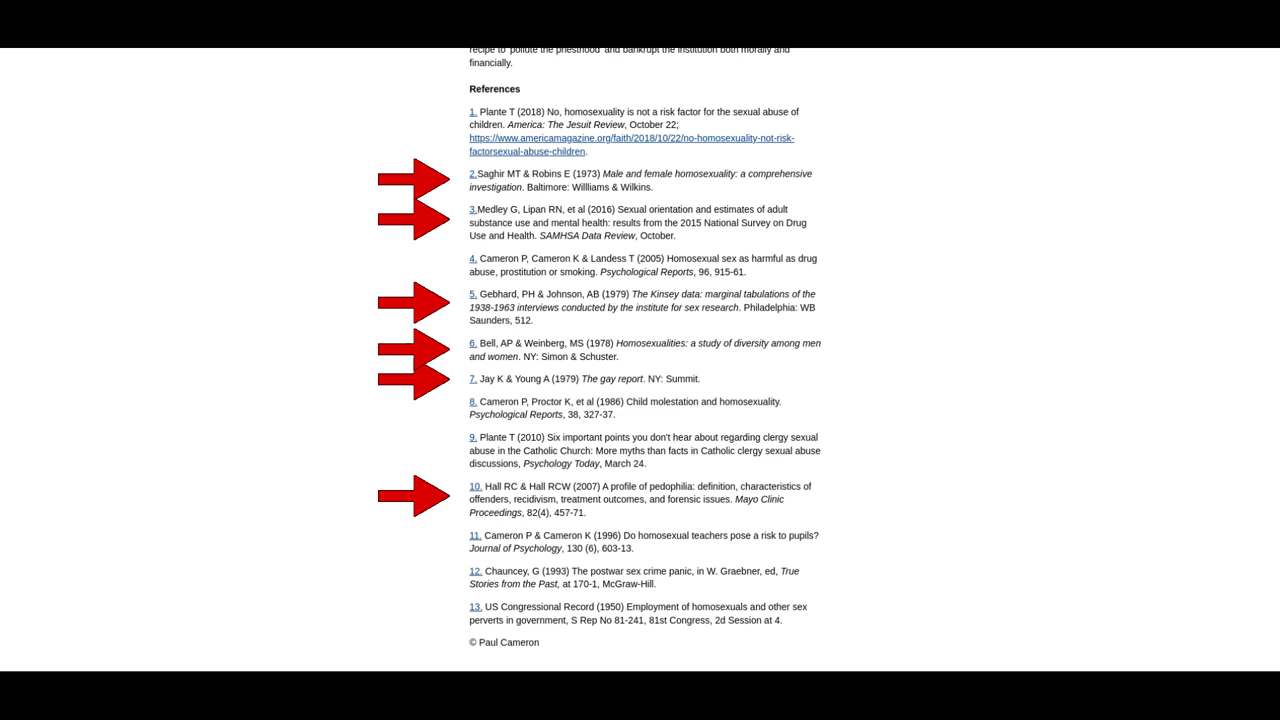 recipe to 'pollute the priesthood' and bankrupt the institution both morally and
financially.
References
1. Plante T (2018) No, homosexuality is not a risk factor for the sexual abuse of
children. America: The Jesuit Review, October 22;
https://www.americamagazine.org/faith/2018/10/22/no-homosexuality-not-risk-
factorsexual-abuse-children.
2.Saghir MT & Robins E (1973) Male and female homosexuality: a comprehensive
investigation. Baltimore: Willliams & Wilkins.
3.Medley G, Lipan RN, et al (2016) Sexual orientation and estimates of adult
substance use and mental health: results from the 2015 National Survey on Drug
Use and Health. SAMHSA Data Review, October.
4. Cameron P, Cameron K & Landess T (2005) Homosexual sex as harmful as drug
abuse, prostitution or smoking. Psychological Reports, 96, 915-61.
5. Gebhard, PH & Johnson, AB (1979) The Kinsey data: marginal tabulations of the
1938-1963 interviews conducted by the institute for sex research. Philadelphia: WB
Saunders, 512.
6. Bell, AP & Weinberg, MS (1978) Homosexualities: a study of diversity among men
and women. NY: Simon & Schuster.
7. Jay K & Young A (1979) The gay report. NY: Summit.
8. Cameron P, Proctor K, et al (1986) Child molestation and homosexuality.
Psychological Reports, 38, 327-37.
9. Plante T (2010) Six important points you don't hear about regarding clergy sexual
abuse in the Catholic Church: More myths than facts in Catholic clergy sexual abuse
discussions, Psychology Today, March 24.
10. Hall RC & Hall RCW (2007) A profile of pedophilia: definition, characteristics of
offenders, recidivism, treatment outcomes, and forensic issues. Mayo Clinic
Proceedings, 82(4), 457-71.
11. Cameron P & Cameron K (1996) Do homosexual teachers pose a risk to pupils?
Journal of Psychology, 130 (6), 603-13.
12. Chauncey, G (1993) The postwar sex crime panic, in W. Graebner, ed, True
Stories from the Past, at 170-1, McGraw-Hill.
13. US Congressional Record (1950) Employment of homosexuals and other sex
perverts in government, S Rep No 81-241, 81st Congress, 2d Session at 4.
© Paul Cameron